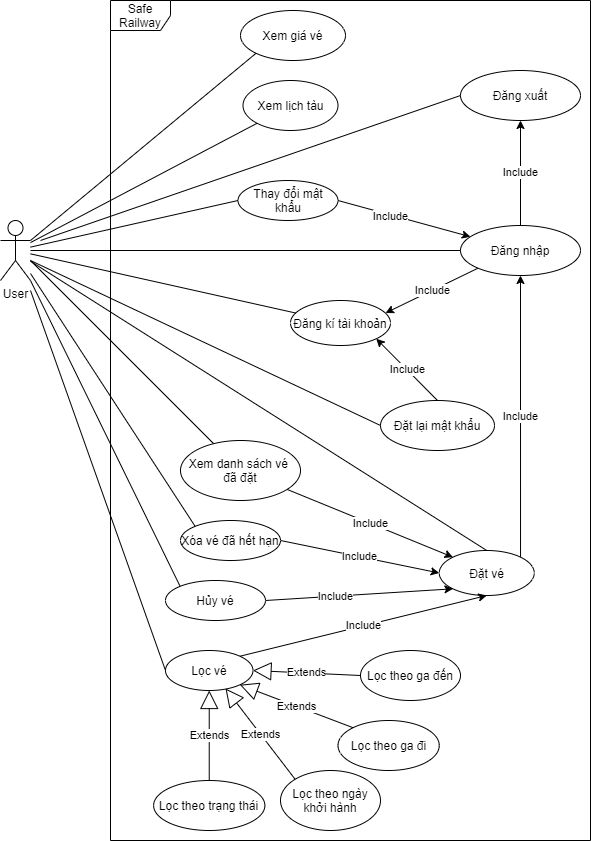 Safe
Railway
Xem giá vé
Đăng xuất
Xem lịch tàu
Include
Thay đổi mật
khẩu
Include
Đăng nhập
User
Include
Đăng kí tài khoản
Include
Include
Đặt lại mật khẩu
Xem danh sách vé
đã đặt
Include
Xóa vé đã hết hạn
Include
Đặt vé
Hủy vé
Include
Include
Lọc vé
Extends
Lọc theo ga đến
Extends
Extends
Extends
Lọc theo ga đi
Lọc theo trạng thái
Lọc theo ngày
khởi hành